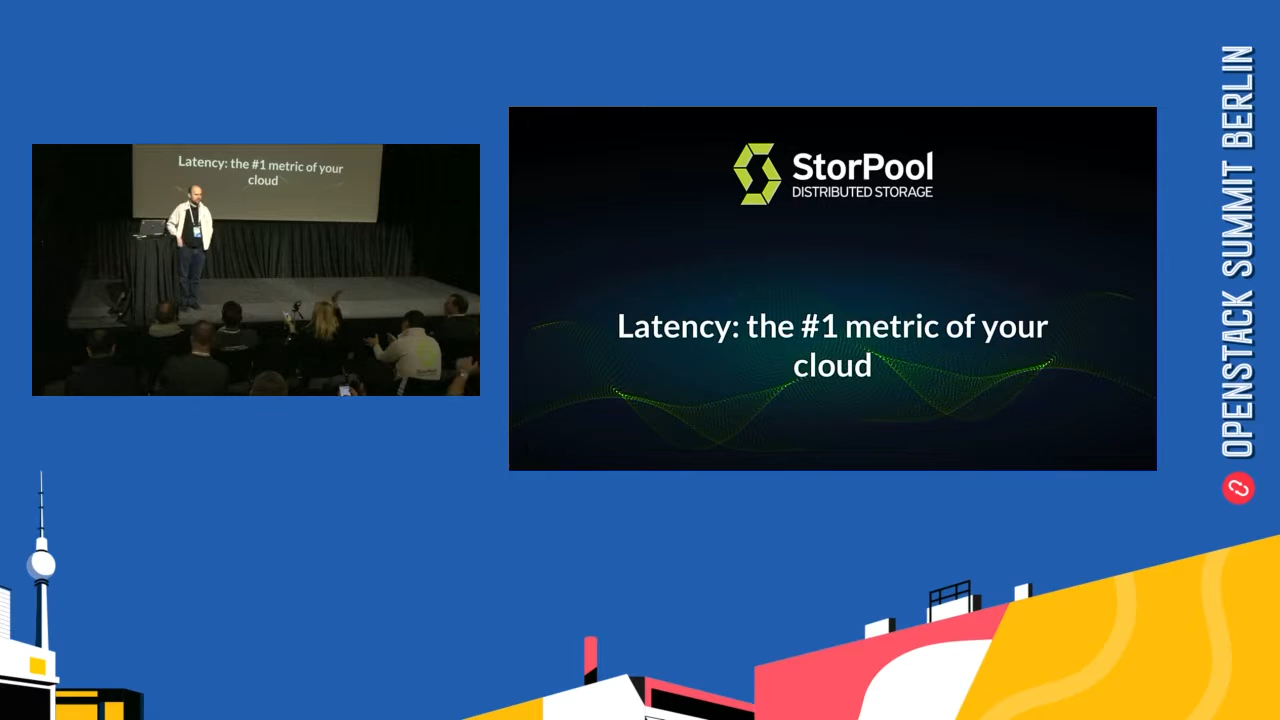 Latency: the #1 metric of your
cloud
StorPool
DISTRIBUTED STORAGE
Latency: the #1 metric of your
cloud
OPENSTACK SUMMIT BERLIN